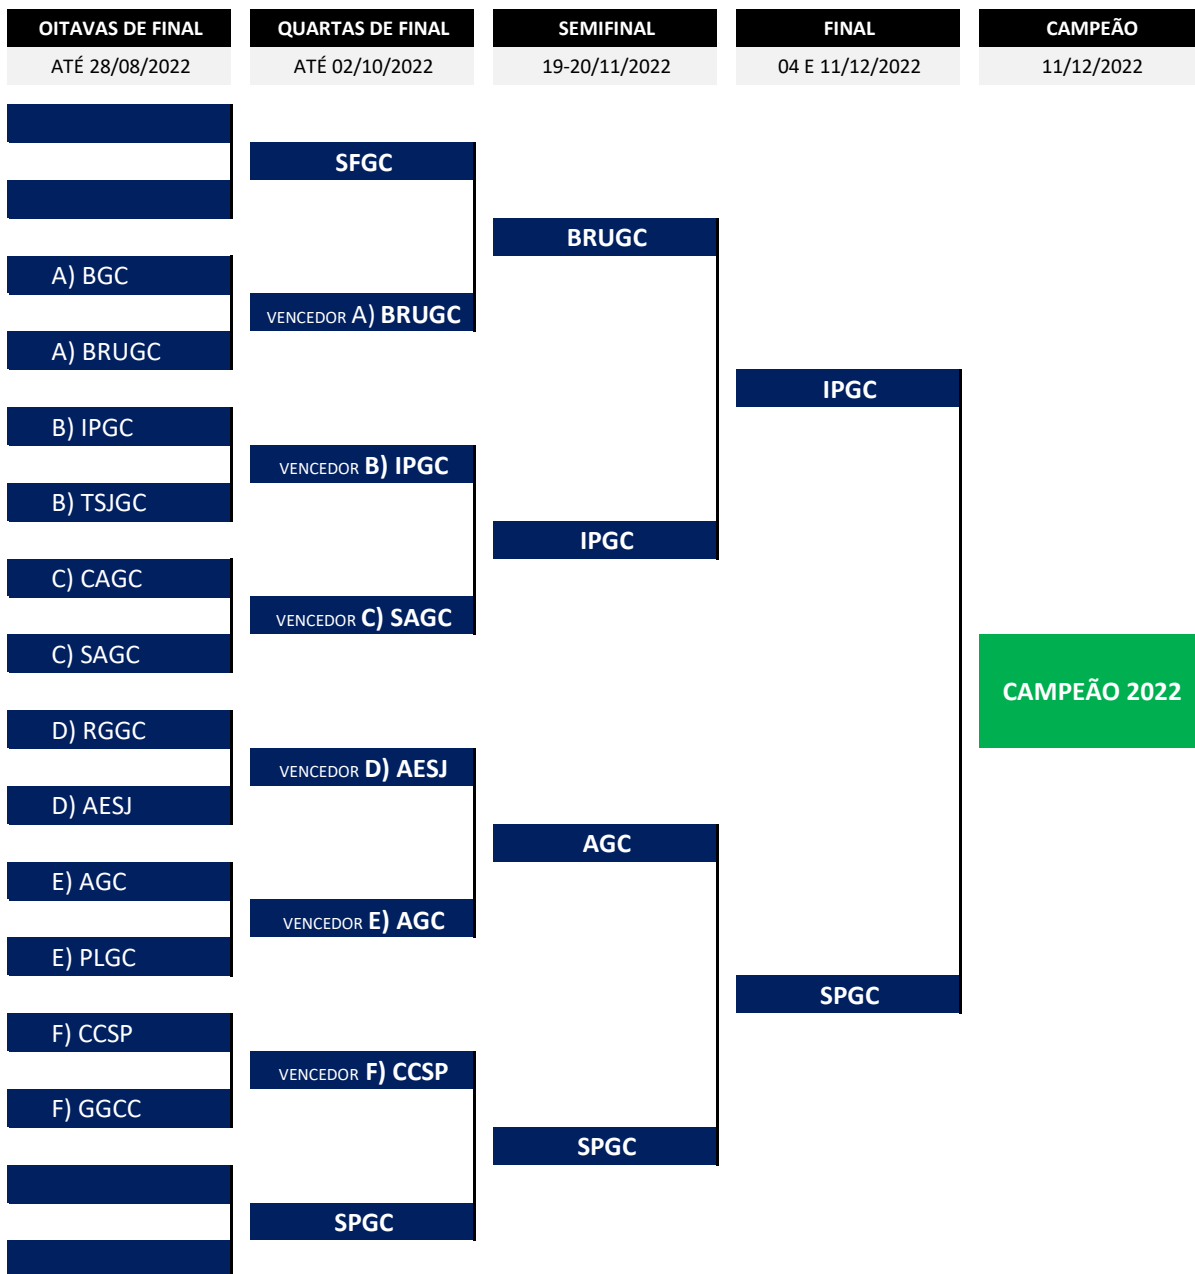 OITAVAS DE FINAL
ATÉ 28/08/2022
A) BGC
A) BRUGC
B) IPGC
B) TSJGC
C) CAGC
C) SAGC
D) RGGC
D) AESJ
E) AGC
E) PLGC
F) CCSP
F) GGCC
QUARTAS DE FINAL
ATÉ 02/10/2022
SFGC
VENCEDOR A) BRUGC
VENCEDOR B) IPGC
VENCEDOR C) SAGC
VENCEDOR D) AESJ
VENCEDOR E) AGC
VENCEDOR F) CCSP
SPGC
SEMIFINAL
19-20/11/2022
BRUGC
IPGC
AGC
SPGC
FINAL
04 E 11/12/2022
IPGC
SPGC
CAMPEÃO
11/12/2022
CAMPEÃO 2022